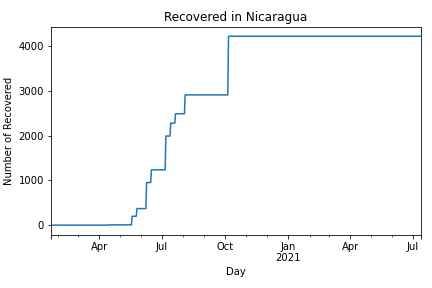 Recovered in Nicaragua
Number of Recovered
4000
3000
2000
1000
0
Apr
Jul
Oct
Jan
2021
Apr
Jul
Day